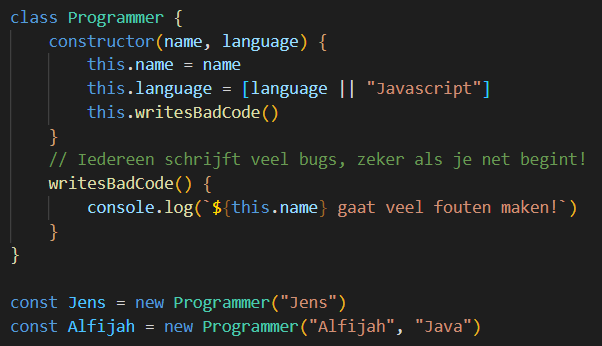 class Programmer {
    constructor(name, language) {
        this.name = name
        this.language = [language || "Javascript"]
        this.writesBadCode()
    }
    // Iedereen schrijft veel bugs, zeker als je net begint!
    writesBadCode() {
        console.log(`${this.name} gaat veel fouten maken!`)
    }
}
const Jens = new Programmer("Jens")
const Alfijah = new Programmer("Alfijah", "Java")